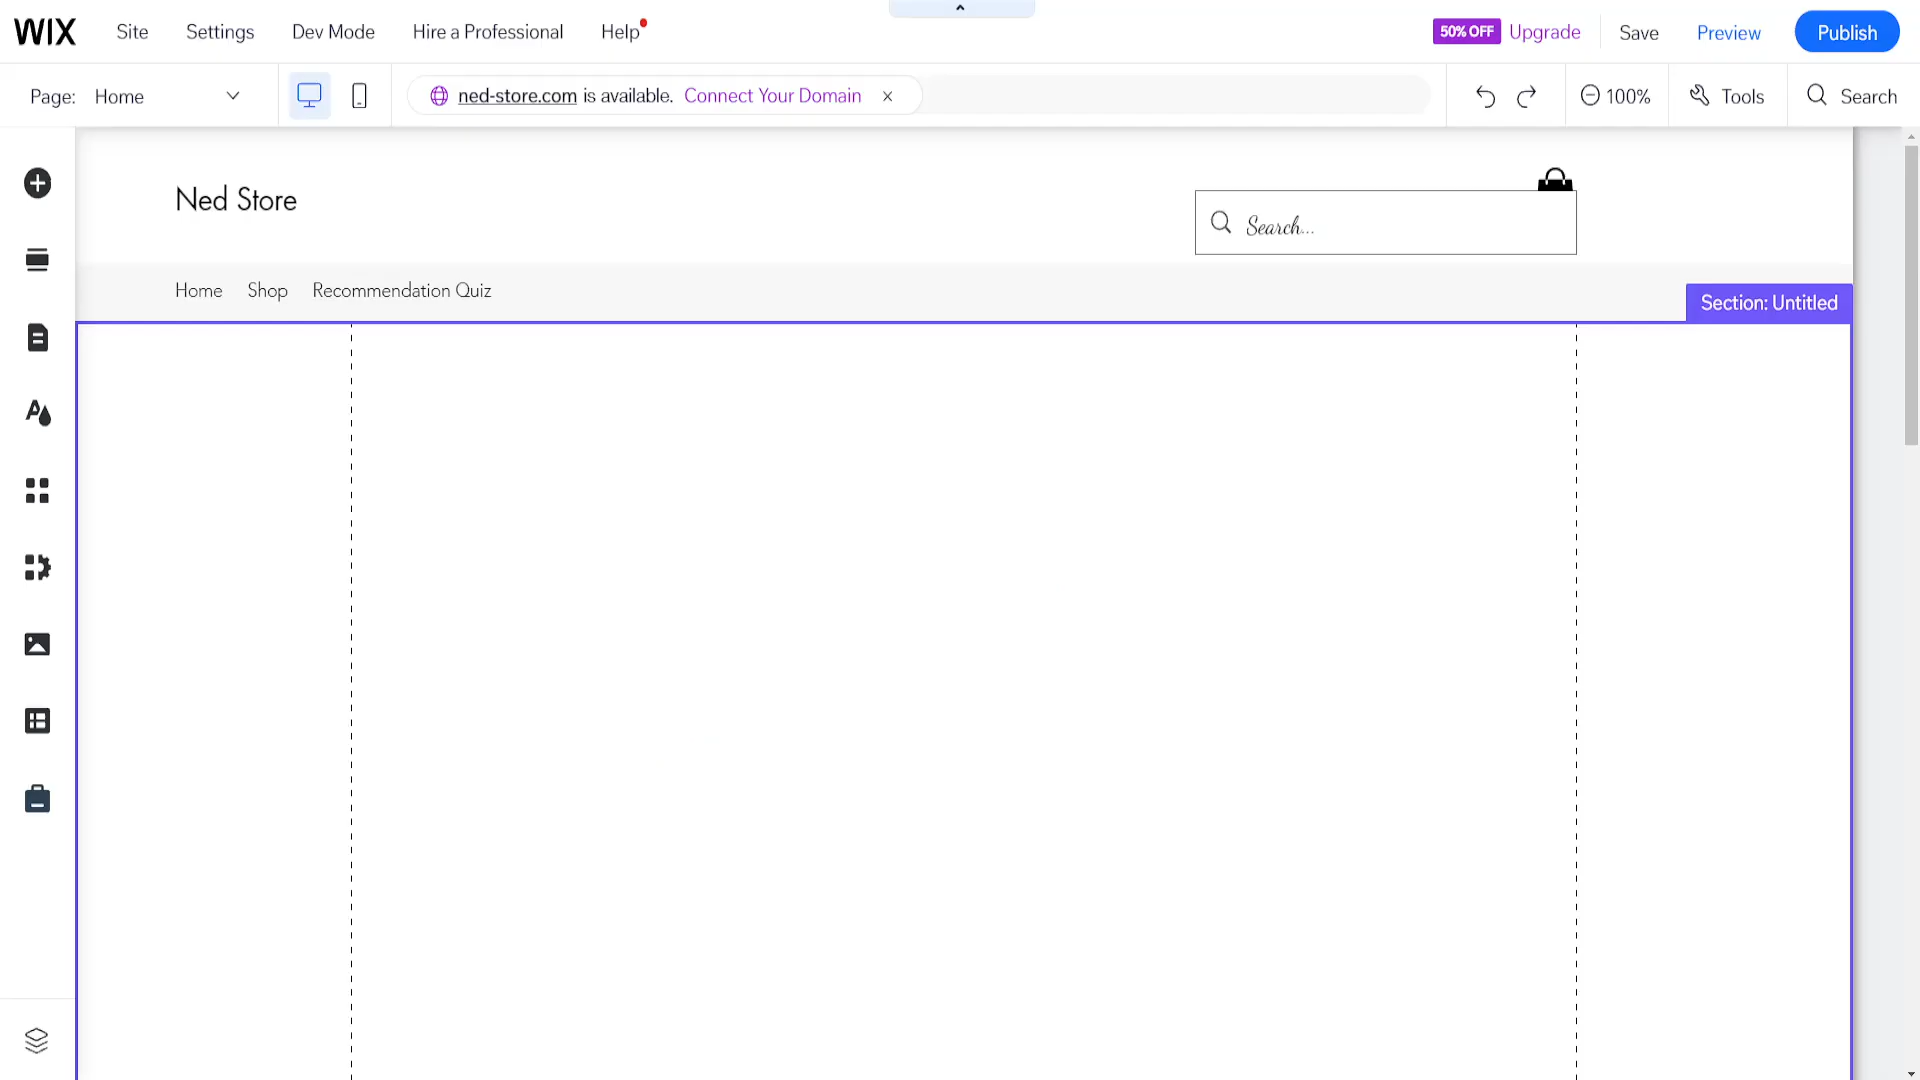 WIX Site Settings Dev Mode Hire a Professional Help 50% OFF Upgrade Save Preview Publish
Page: Home ned-store.com is available. Connect Your Domain 100% Tools Search
Ned Store
Search...
Home Shop Recommendation Quiz
Section: Untitled